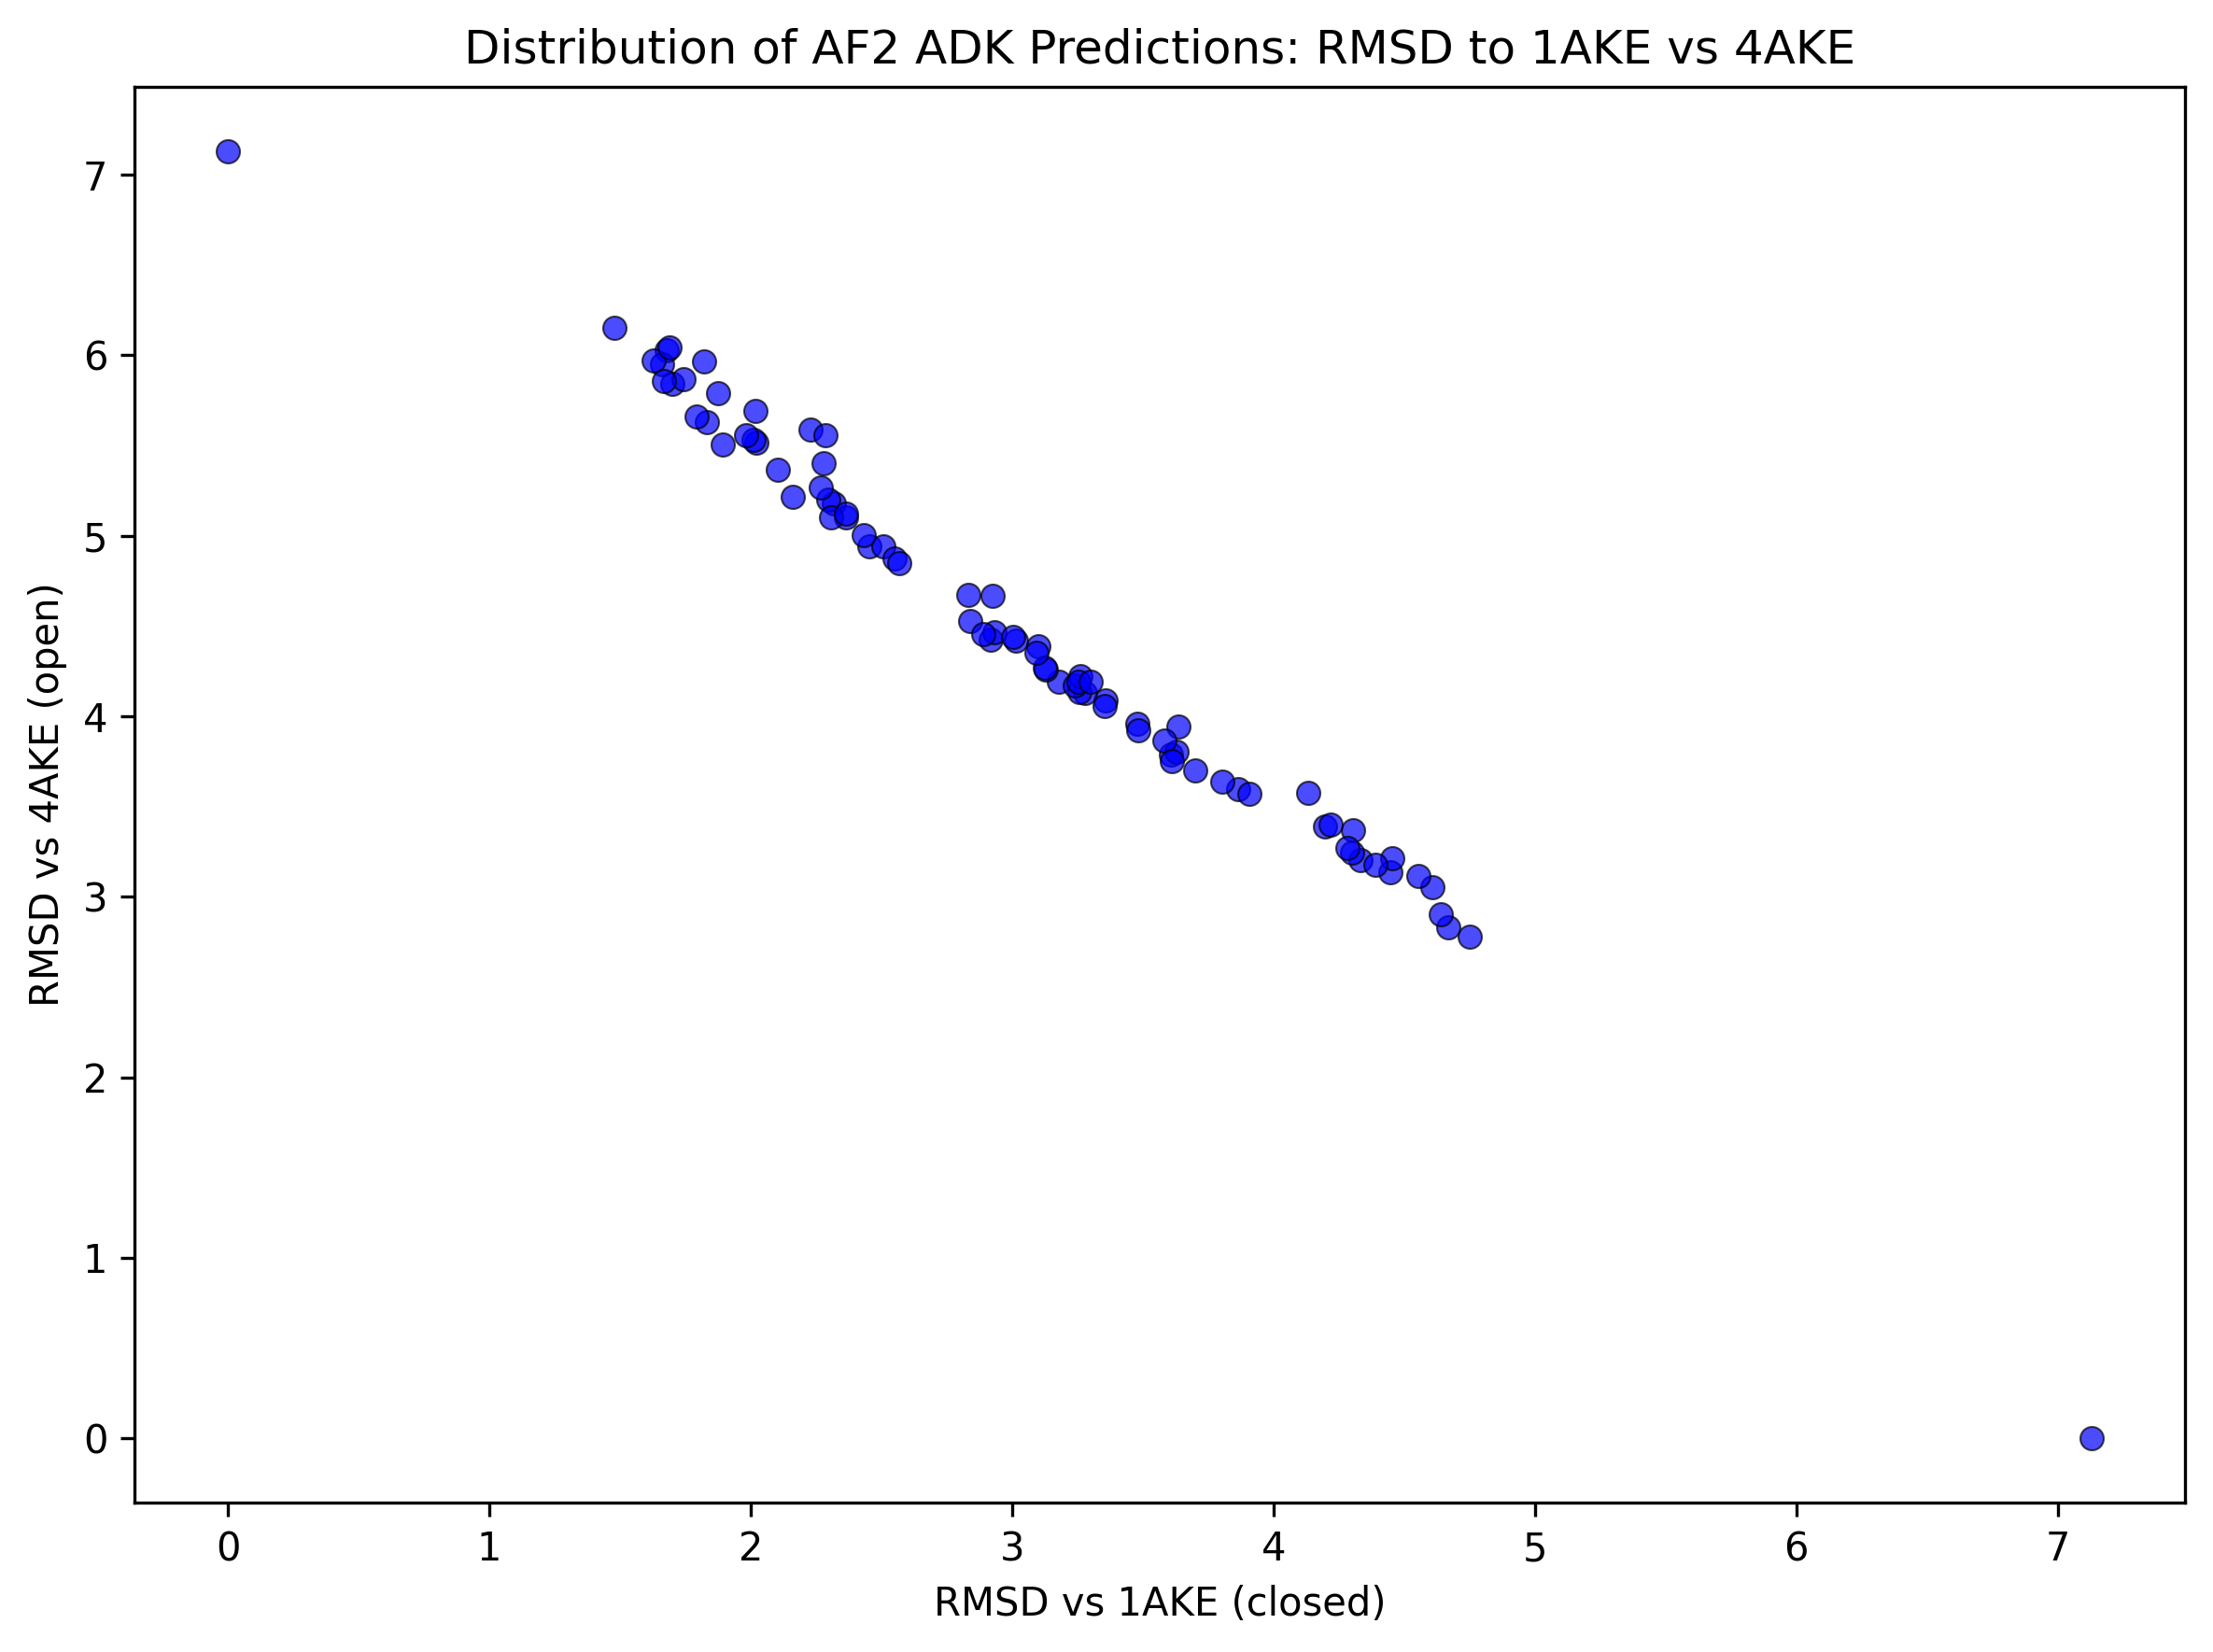 Distribution of AF2 ADK Predictions: RMSD to 1AKE vs 4AKE
RMSD vs 4AKE (open)
7
6
5
4
3
2
1
0
0 1 2 3 4 5 6 7
RMSD vs 1AKE (closed)